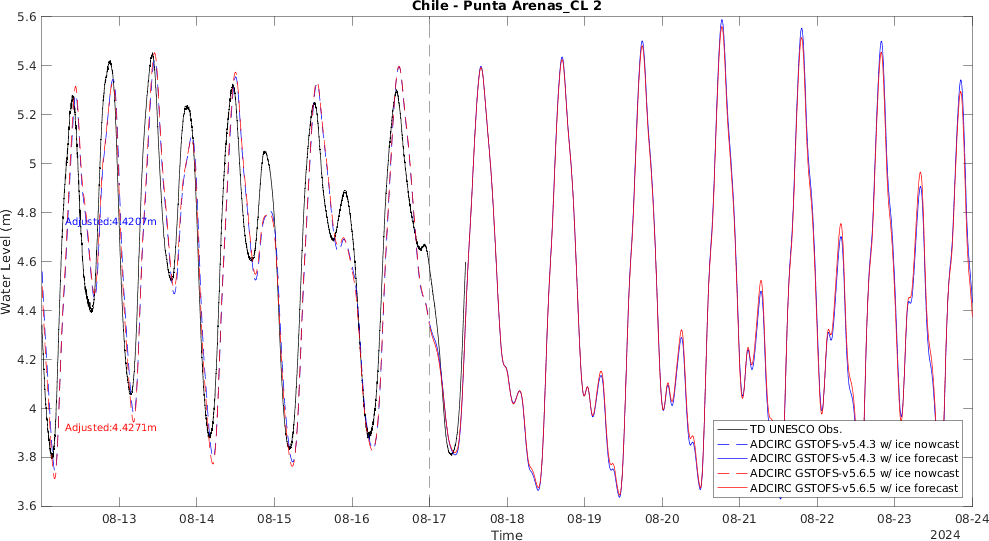 Chile - Punta Arenas_CL 2
5.6
5.4
5.2
5
4.8
4.6
4.4
4.2
4
3.8
3.6
Water Level (m)
Adjusted:4.4207m
Adjusted:4.4271m
TD UNESCO Obs.
ADCIRC GSTOFS-v5.4.3 w/ ice nowcast
ADCIRC GSTOFS-v5.4.3 w/ ice forecast
ADCIRC GSTOFS-v5.6.5 w/ ice nowcast
ADCIRC GSTOFS-v5.6.5 w/ ice forecast
08-13 08-14 08-15 08-16 08-17 08-18 08-19 08-20 08-21 08-22 08-23 08-24
Time
2024